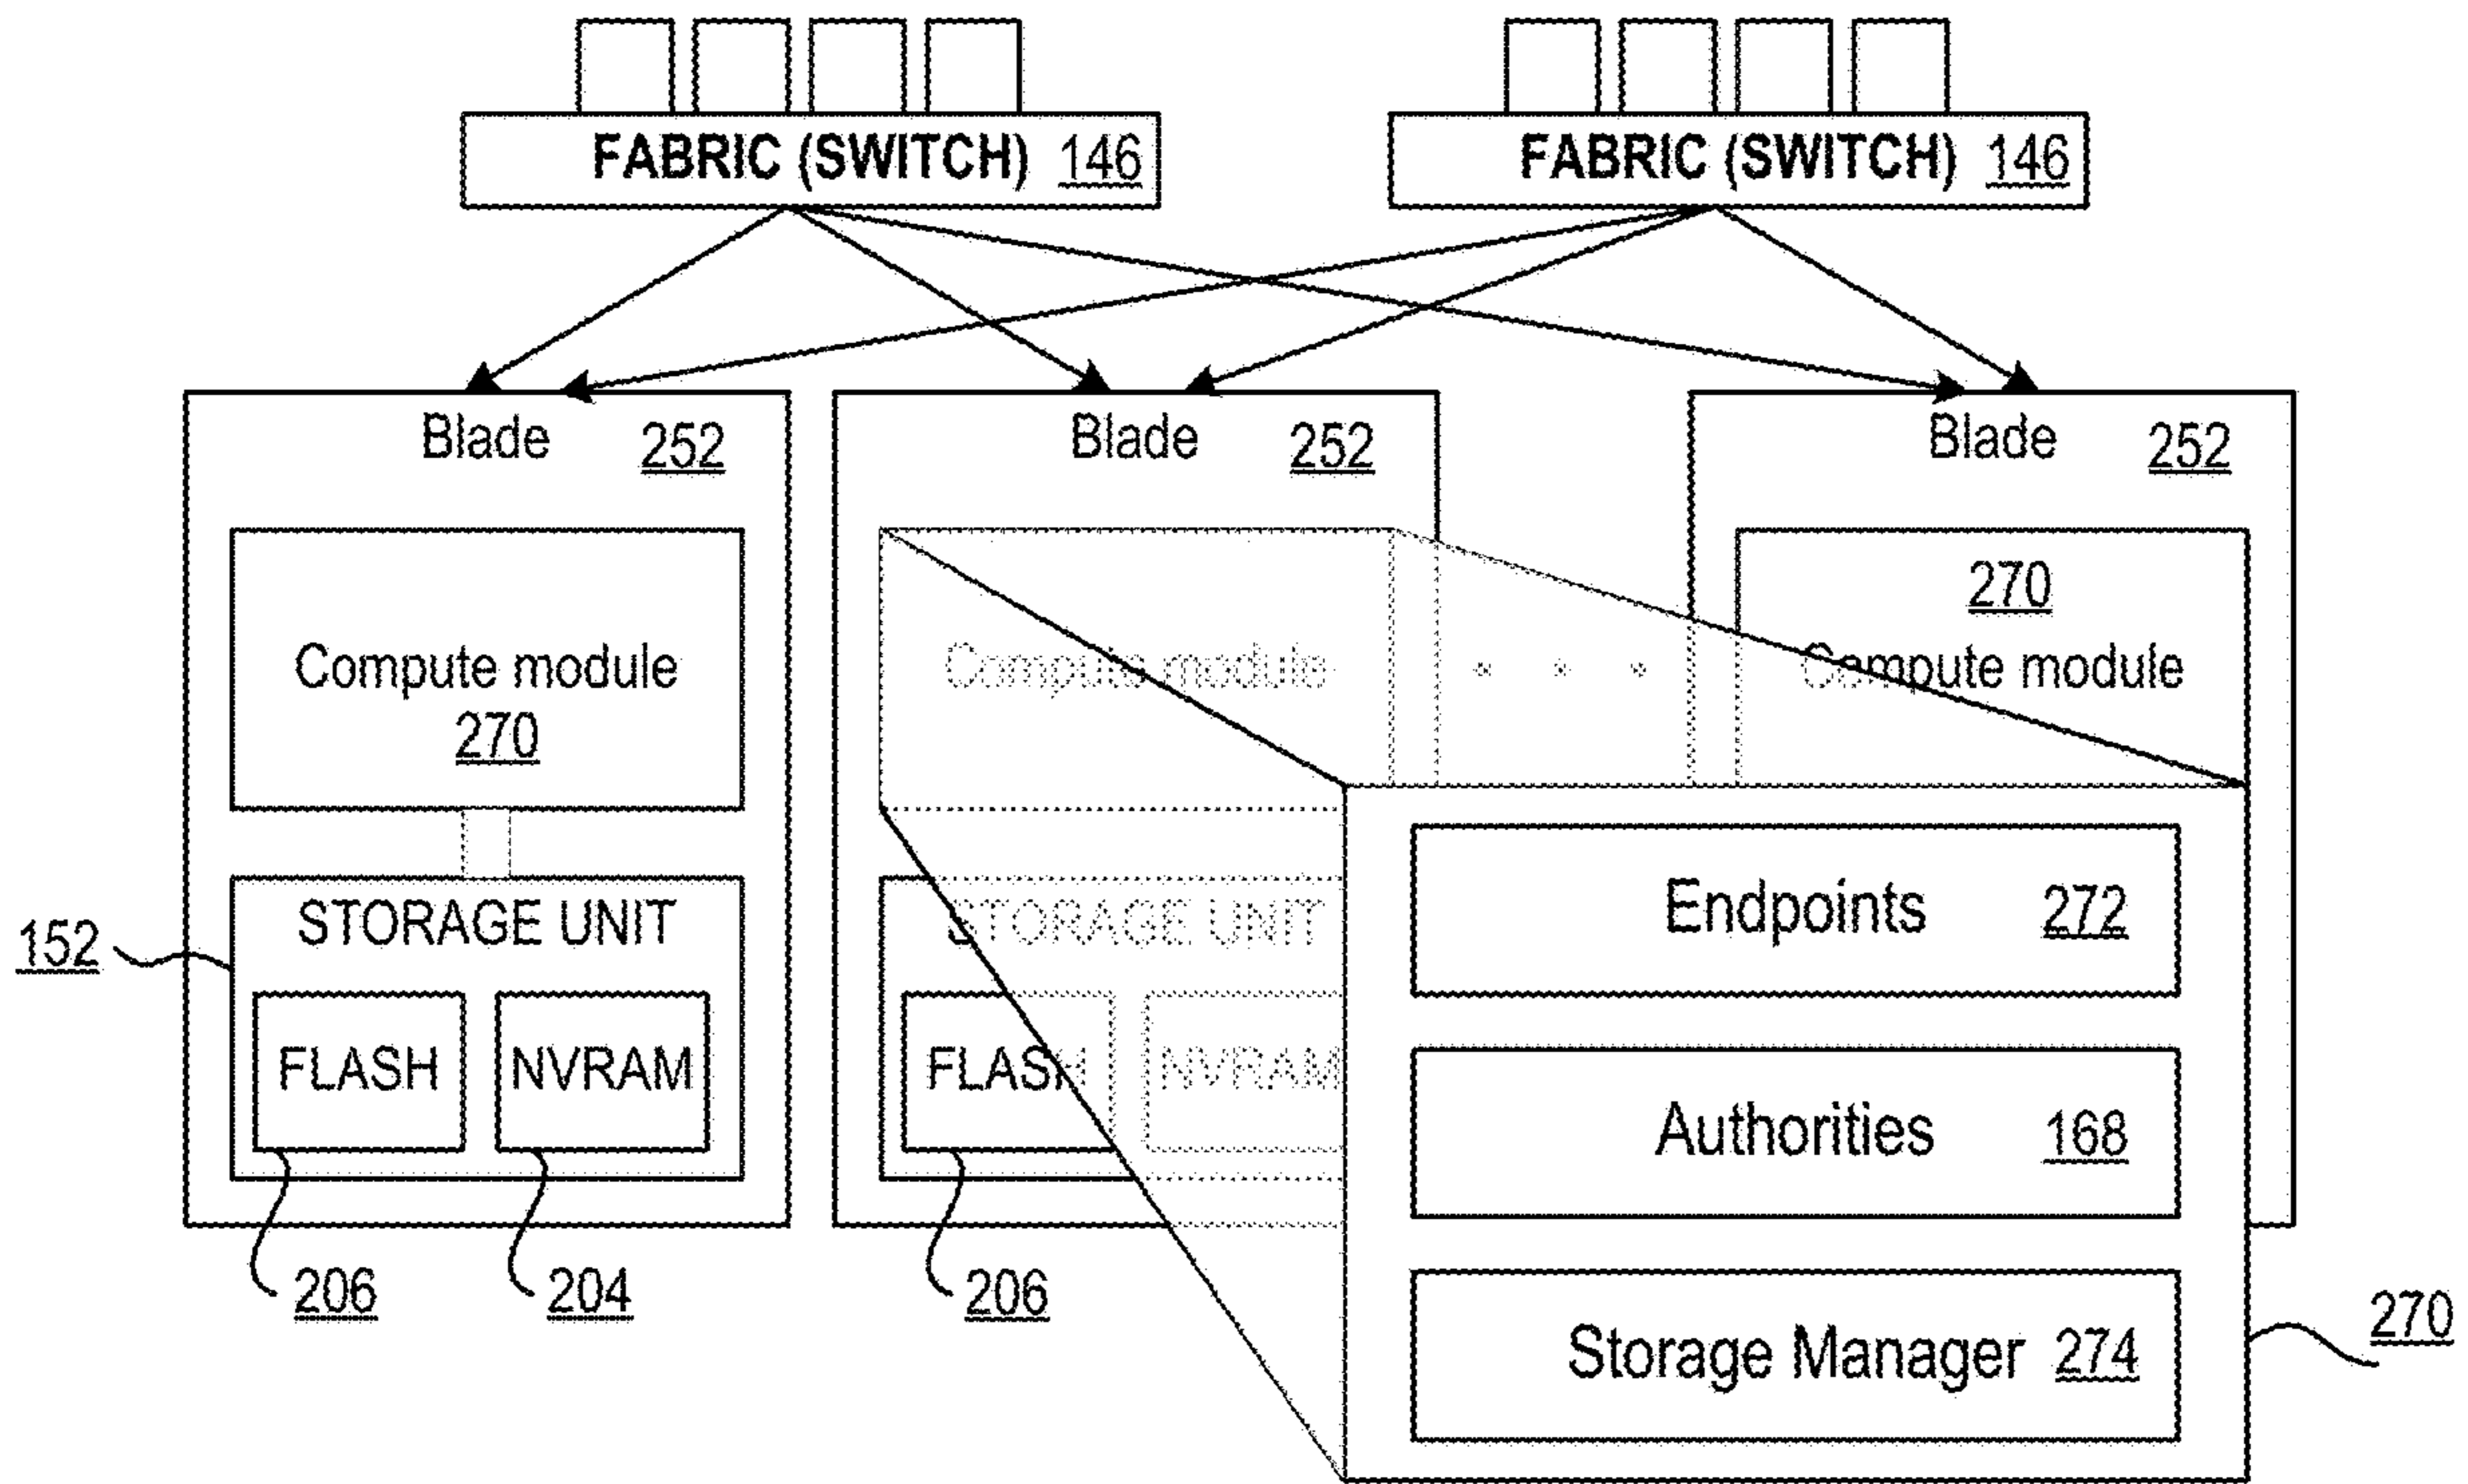 FABRIC (SWITCH) 146
FABRIC (SWITCH) 146
Blade 252
Blade 252
Blade 252
Compute module
270
Compute module
270
Compute module
152
STORAGE UNIT
FLASH
NVRAM
206
204
STORAGE UNIT
FLASH
NVRAM
206
Endpoints 272
Authorities 168
Storage Manager 274
270